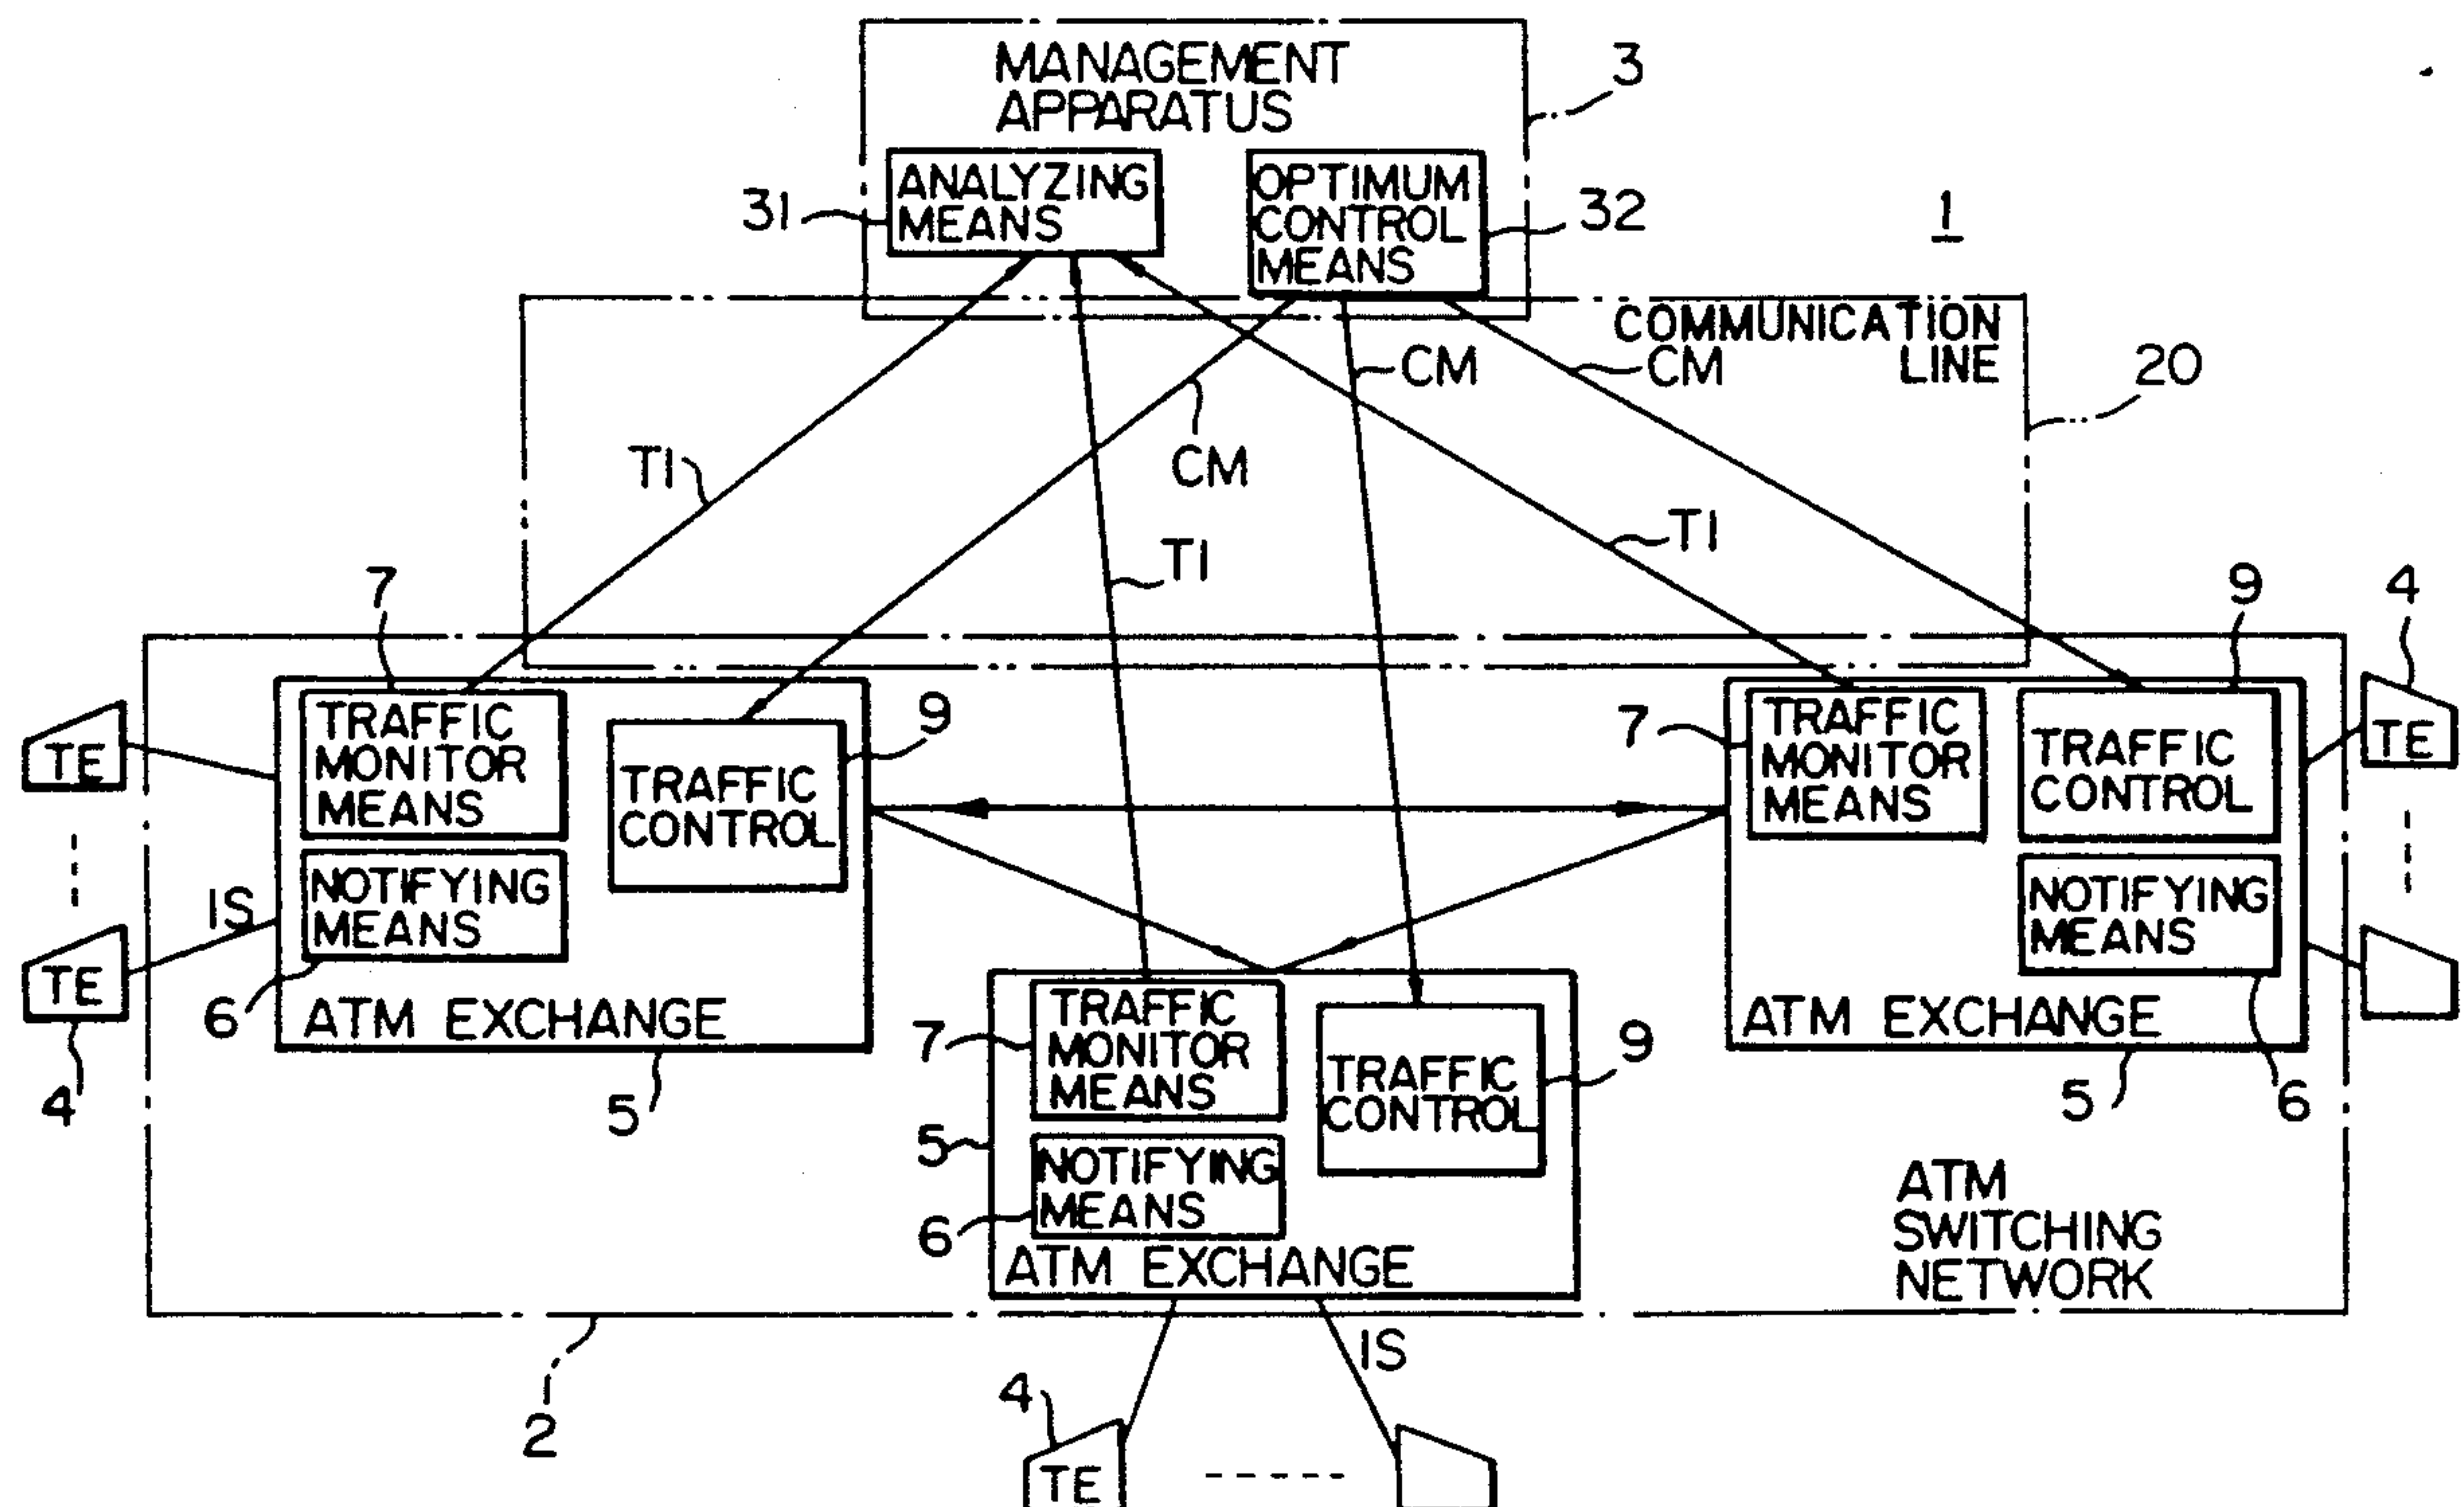 MANAGEMENT
APPARATUS
3
ANALYZING
MEANS
31
OPTIMUM
CONTROL
MEANS
32
1
COMMUNICATION
LINE
20
CM
CM
CM
TI
TI
TI
7
9
4
TE
TRAFFIC
MONITOR
MEANS
TRAFFIC
CONTROL
9
7
TRAFFIC
MONITOR
MEANS
TRAFFIC
CONTROL
TE
IS
NOTIFYING
MEANS
NOTIFYING
MEANS
TE
4
6
ATM EXCHANGE
5
ATM EXCHANGE
5
6
7
TRAFFIC
MONITOR
MEANS
TRAFFIC
CONTROL
9
5
NOTIFYING
MEANS
6
ATM EXCHANGE
ATM
SWITCHING
NETWORK
2
IS
4
TE